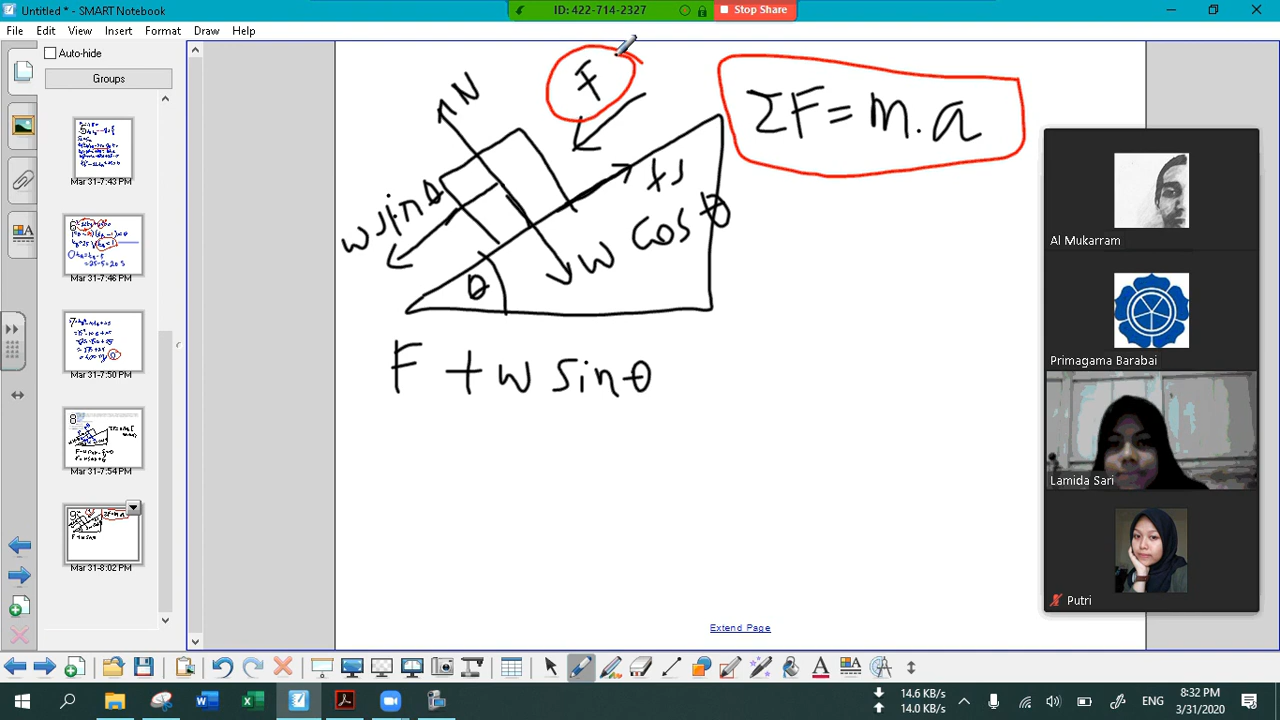 Untitled * - SMART Notebook
ID: 422-714-2327
Stop Share
File Edit View Insert Format Draw Help
Auto-hide
Groups
Mar 31-7:43 PM
Mar 31-7:46 PM
Mar 31-7:50 PM
Mar 31-7:54 PM
Mar 31-8:02 PM
N
F
ΣF = m.a
w sin θ
w cos θ
θ
F + w sin θ
Extend Page
Al Mukarram
Primagama Barabai
Lamida Sari
Putri
14.6 KB/s
14.0 KB/s
ENG
8:32 PM
3/31/2020